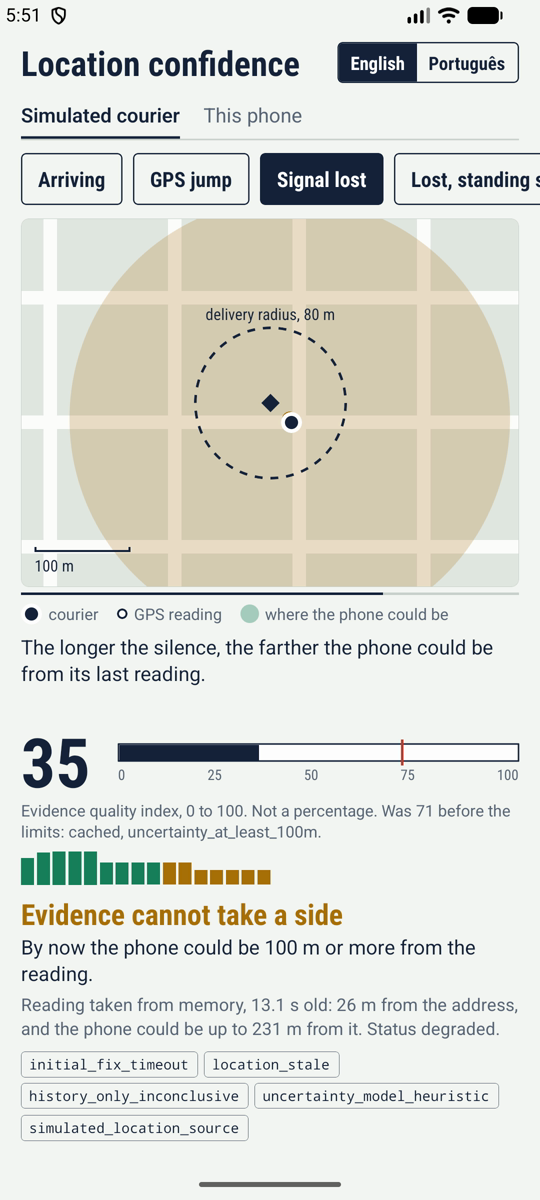 5:51
Location confidence
English
Português
Simulated courier
This phone
Arriving
GPS jump
Signal lost
Lost, standing s
delivery radius, 80 m
100 m
courier
GPS reading
where the phone could be
The longer the silence, the farther the phone could be
from its last reading.
35
0 25 50 75 100
Evidence quality index, 0 to 100. Not a percentage. Was 71 before the
limits: cached, uncertainty_at_least_100m.
Evidence cannot take a side
By now the phone could be 100 m or more from the
reading.
Reading taken from memory, 13.1 s old: 26 m from the address,
and the phone could be up to 231 m from it. Status degraded.
initial_fix_timeout
location_stale
history_only_inconclusive
uncertainty_model_heuristic
simulated_location_source